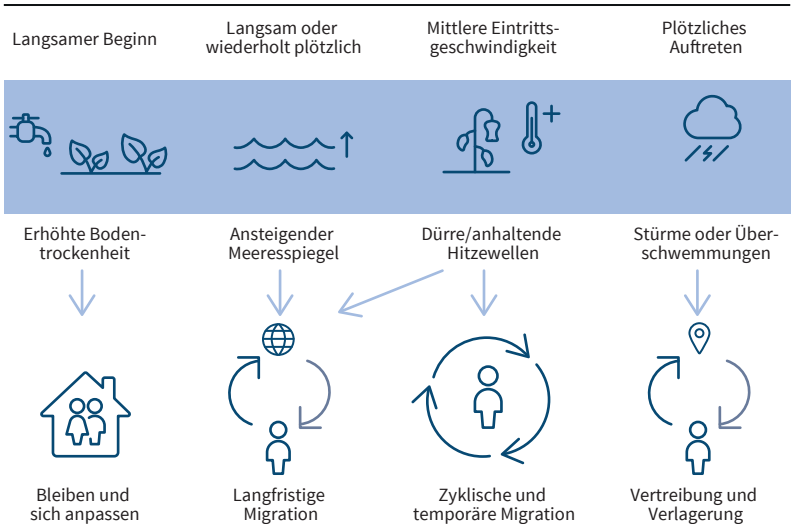 Langsamer Beginn
Langsam oder
wiederholt plötzlich
Mittlere Eintritts-
geschwindigkeit
Plötzliches
Auftreten
Erhöhte Boden-
trockenheit
Ansteigender
Meeresspiegel
Dürre/anhaltende
Hitzewellen
Stürme oder Über-
schwemmungen
Bleiben und
sich anpassen
Langfristige
Migration
Zyklische und
temporäre Migration
Vertreibung und
Verlagerung